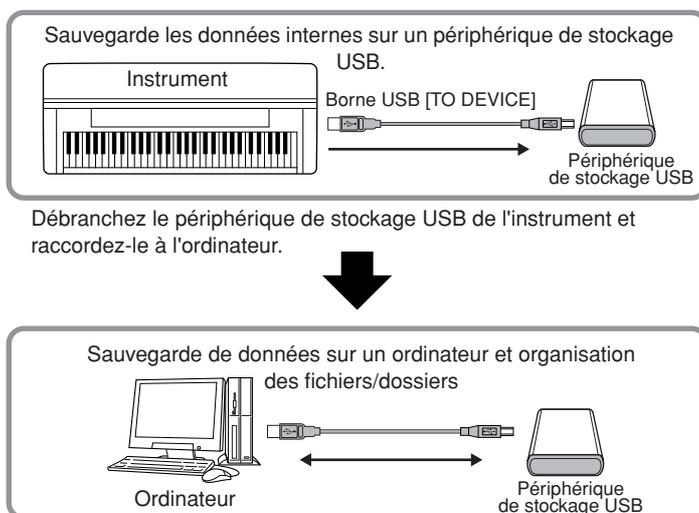 Sauvegarde les données internes sur un périphérique de stockage
USB.
Instrument
Borne USB [TO DEVICE]
Périphérique
de stockage USB
Débranchez le périphérique de stockage USB de l'instrument et
raccordez-le à l'ordinateur.
Sauvegarde de données sur un ordinateur et organisation
des fichiers/dossiers
Ordinateur
Périphérique
de stockage USB